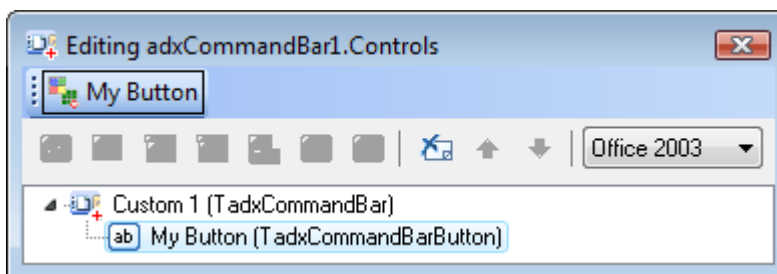 Editing adxCommandBar1.Controls
My Button
Office 2003
Custom 1 (TadxCommandBar)
ab My Button (TadxCommandBarButton)